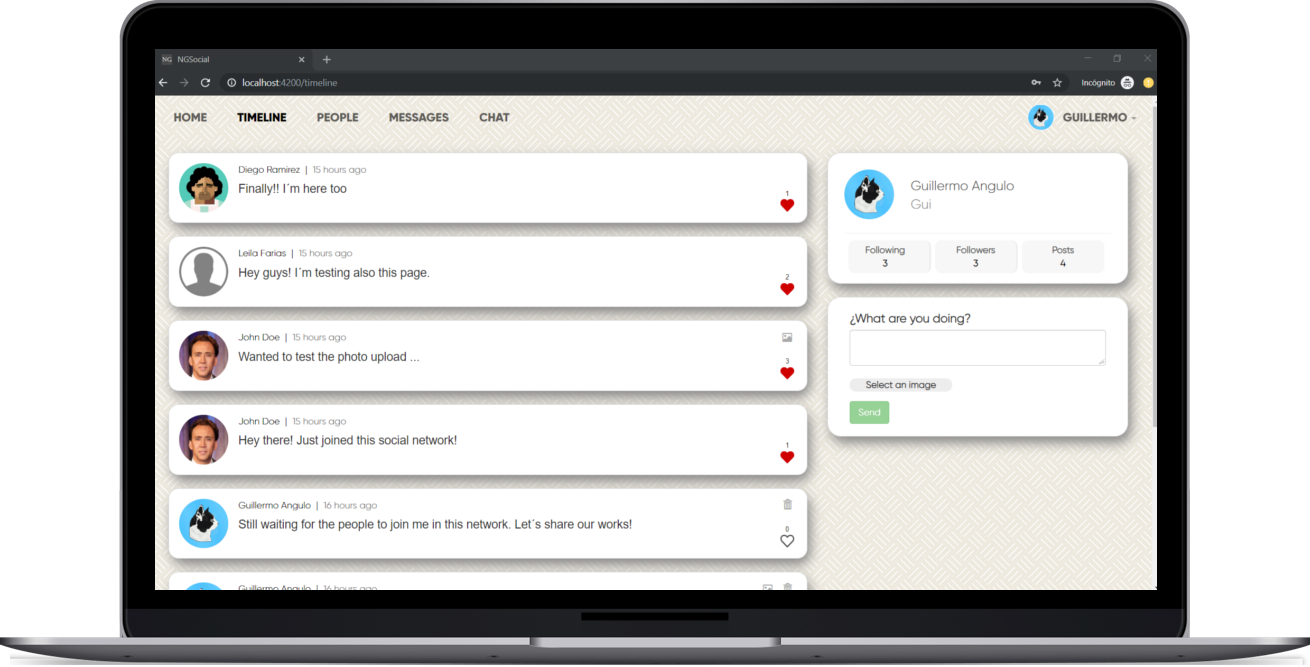 NG NGSocial
localhost:4200/timeline
Incógnito
HOME TIMELINE PEOPLE MESSAGES CHAT GUILLERMO
Diego Ramirez | 15 hours ago
Finally!! I´m here too
1
Leila Farias | 15 hours ago
Hey guys! I´m testing also this page.
2
John Doe | 15 hours ago
Wanted to test the photo upload ...
3
John Doe | 15 hours ago
Hey there! Just joined this social network!
1
Guillermo Angulo | 16 hours ago
Still waiting for the people to join me in this network. Let´s share our works!
0
Guillermo Angulo | 16 hours ago
Guillermo Angulo
Gui
Following Followers Posts
3 3 4
¿What are you doing?
Select an image
Send